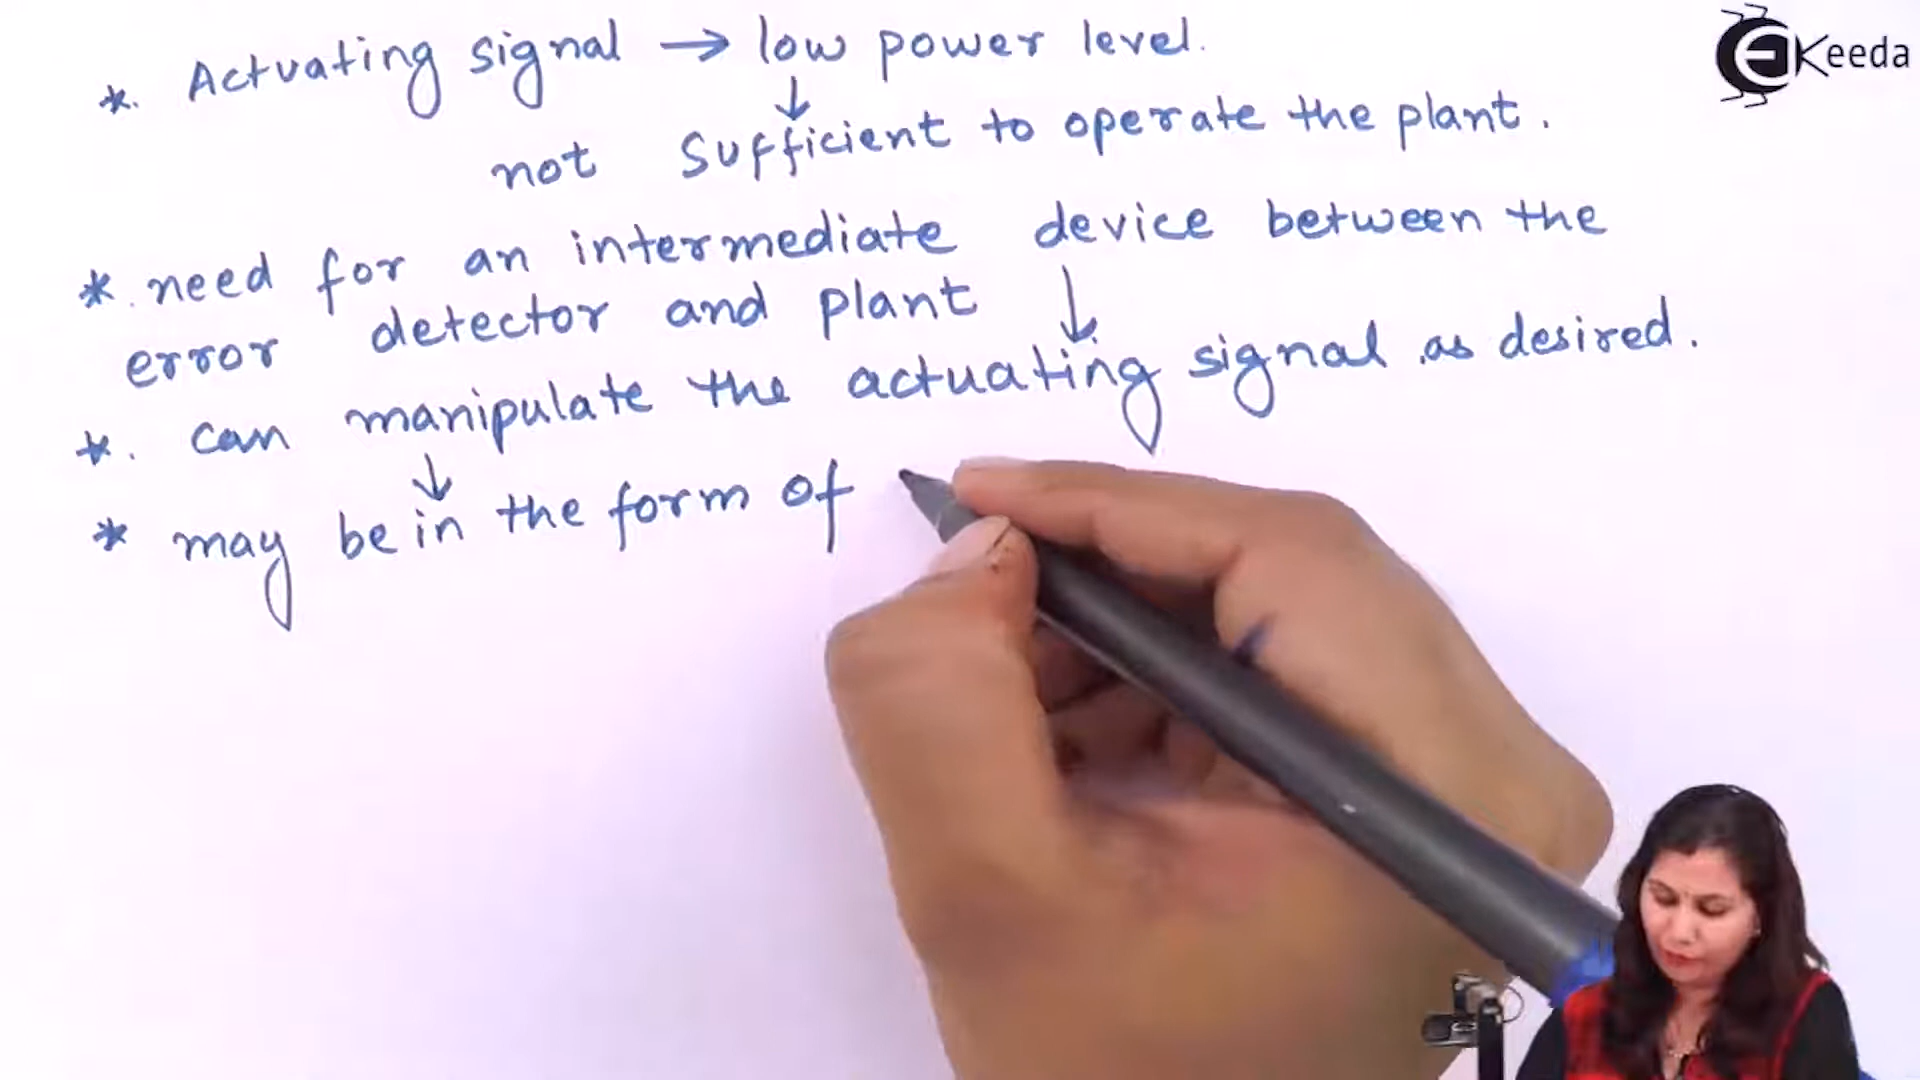 * Actuating signal → low power level.
↓
not sufficient to operate the plant.
* need for an intermediate device between the
error detector and plant ↓
* can manipulate the actuating signal as desired.
↓
* may be in the form of
EKeeda